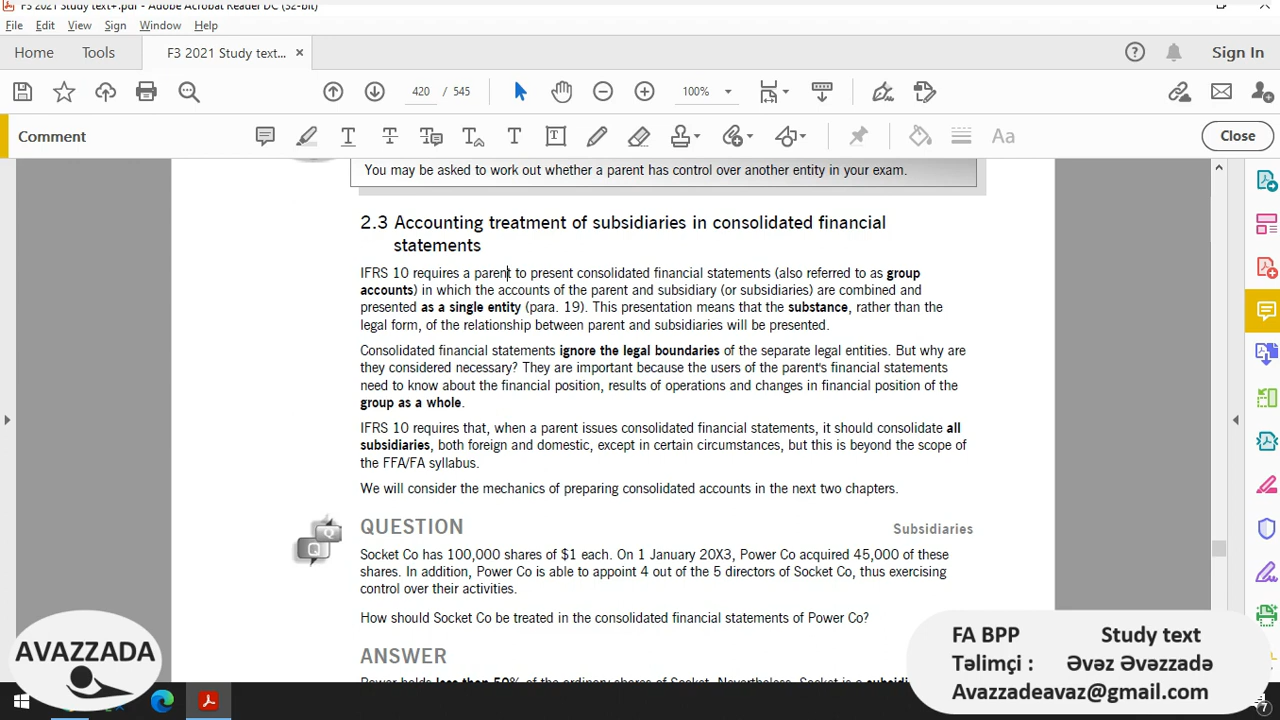 F3 2021 Study text+.pdf - Adobe Acrobat Reader DC (32-bit)
File Edit View Sign Window Help
Home Tools F3 2021 Study text... × Sign In
420 / 545 100%
Comment Close
You may be asked to work out whether a parent has control over another entity in your exam.
2.3 Accounting treatment of subsidiaries in consolidated financial
statements
IFRS 10 requires a parent to present consolidated financial statements (also referred to as group
accounts) in which the accounts of the parent and subsidiary (or subsidiaries) are combined and
presented as a single entity (para. 19). This presentation means that the substance, rather than the
legal form, of the relationship between parent and subsidiaries will be presented.
Consolidated financial statements ignore the legal boundaries of the separate legal entities. But why are
they considered necessary? They are important because the users of the parent's financial statements
need to know about the financial position, results of operations and changes in financial position of the
group as a whole.
IFRS 10 requires that, when a parent issues consolidated financial statements, it should consolidate all
subsidiaries, both foreign and domestic, except in certain circumstances, but this is beyond the scope of
the FFA/FA syllabus.
We will consider the mechanics of preparing consolidated accounts in the next two chapters.
QUESTION Subsidiaries
Socket Co has 100,000 shares of $1 each. On 1 January 20X3, Power Co acquired 45,000 of these
shares. In addition, Power Co is able to appoint 4 out of the 5 directors of Socket Co, thus exercising
control over their activities.
How should Socket Co be treated in the consolidated financial statements of Power Co?
ANSWER
Power holds less than 50% of the ordinary shares of Socket. Nevertheless, Socket is a
AVAZZADA
FA BPP Study text
Təlimçi : Əvəz Əvəzzadə
Avazzadeavaz@gmail.com